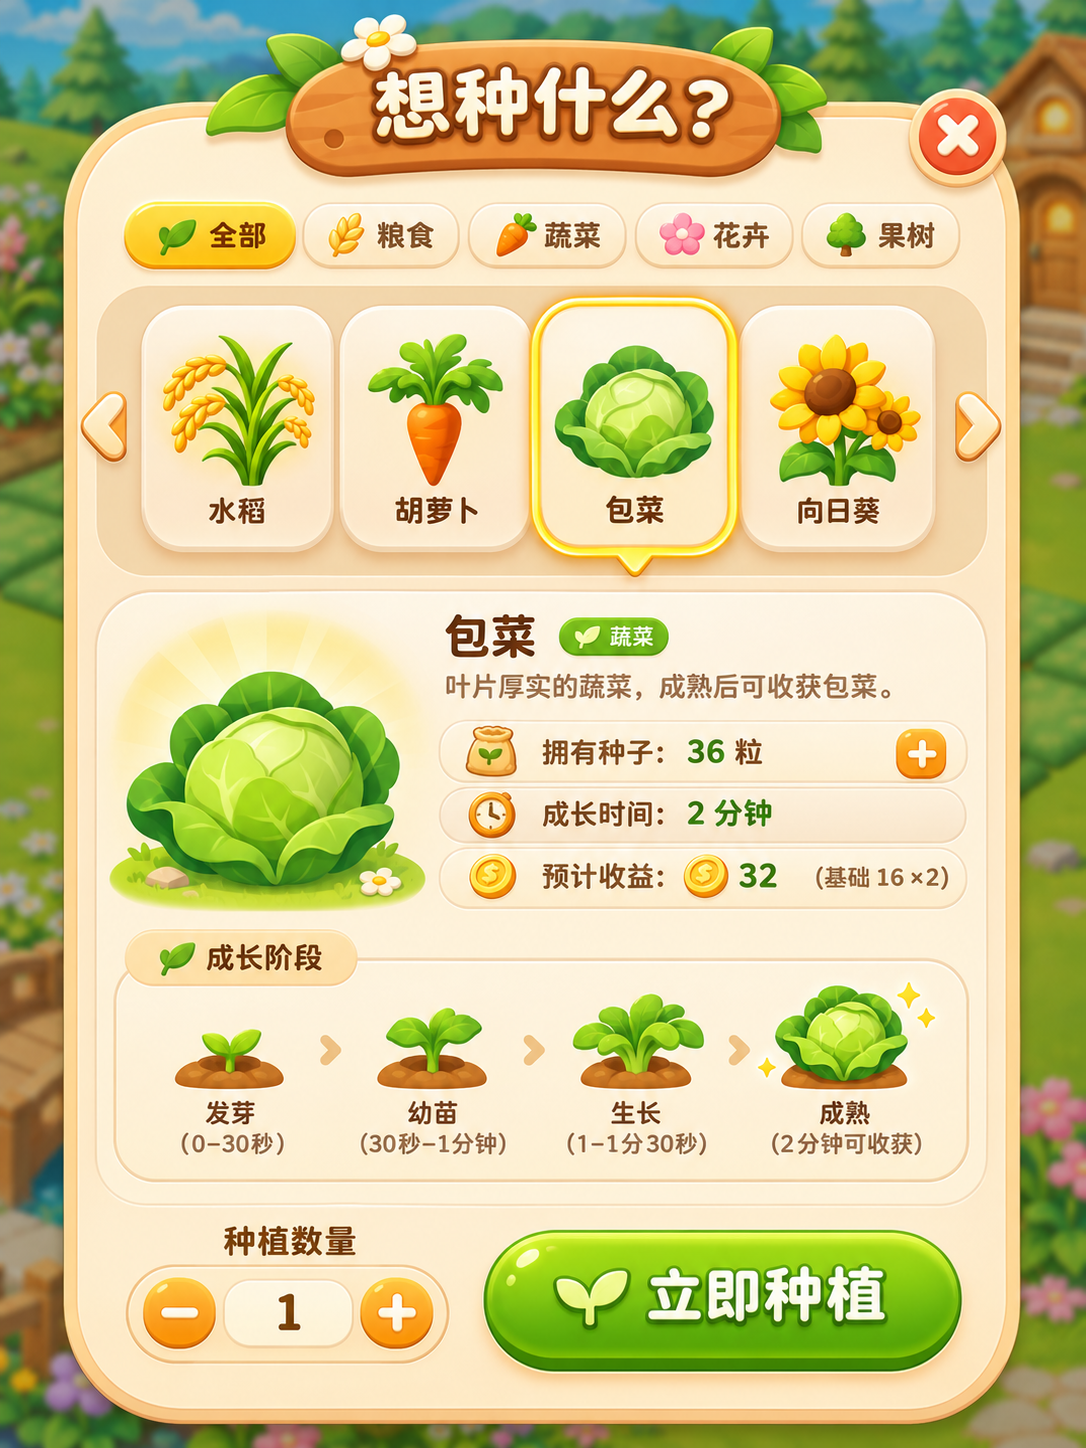 想种什么?
全部
粮食
蔬菜
花卉
果树
水稻
胡萝卜
包菜
向日葵
包菜
蔬菜
叶片厚实的蔬菜，成熟后可收获包菜。
拥有种子： 36 粒
成长时间： 2 分钟
预计收益： 32 (基础 16 ×2)
成长阶段
发芽
(0-30秒)
幼苗
(30秒-1分钟)
生长
(1-1分30秒)
成熟
(2分钟可收获)
种植数量
1
立即种植